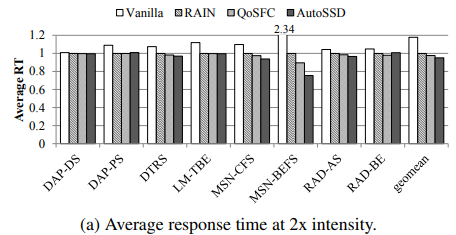 Vanilla RAIN QoSFC AutoSSD
2.34
Average RT
1.2
1
0.8
0.6
0.4
0.2
0
DAP-DS
DAP-PS
DTRS
LM-TBE
MSN-CFS
MSN-BEFS
RAD-AS
RAD-BE
geomean
(a) Average response time at 2x intensity.